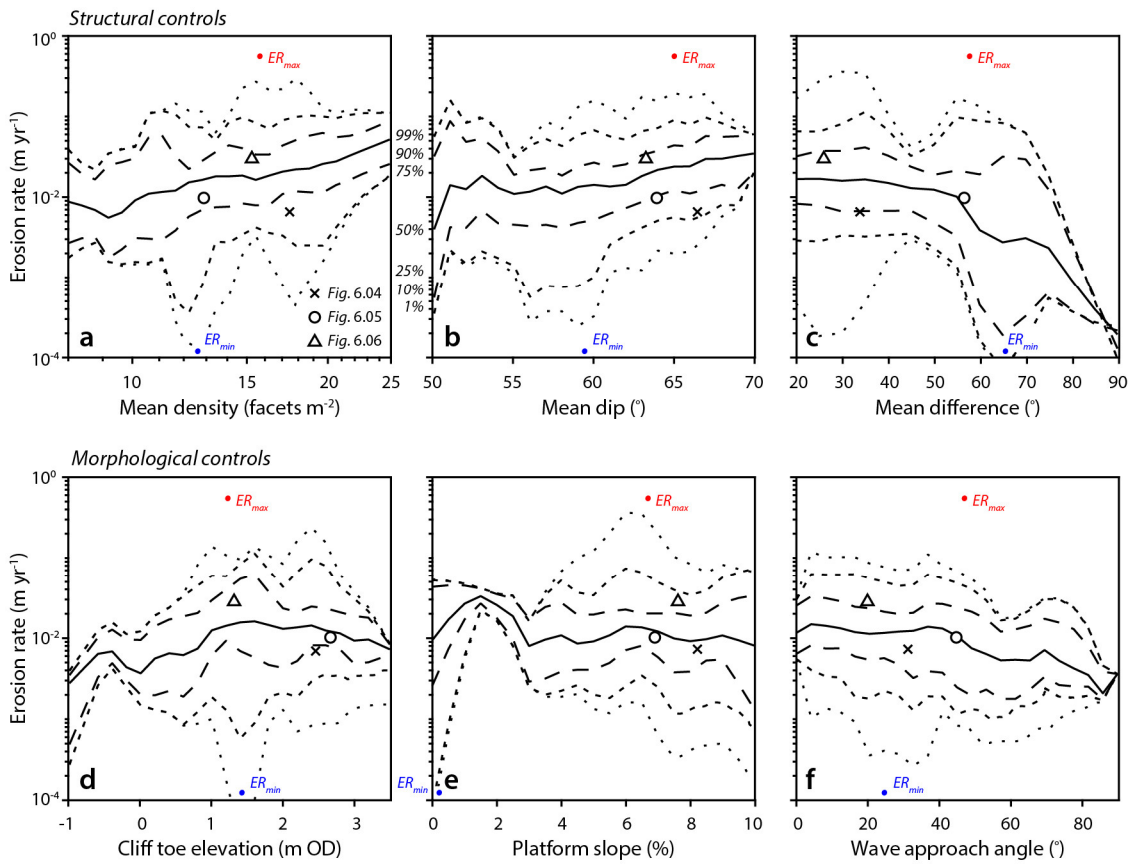 Structural controls
Erosion rate (m yr⁻¹)
10⁰
10⁻²
10⁻⁴
ERmax
ERmin
× Fig. 6.04
○ Fig. 6.05
△ Fig. 6.06
a
10 15 20 25
Mean density (facets m⁻²)
99%
90%
75%
50%
25%
10%
1%
ERmax
ERmin
b
50 55 60 65 70
Mean dip (°)
ERmax
ERmin
c
20 30 40 50 60 70 80 90
Mean difference (°)
Morphological controls
Erosion rate (m yr⁻¹)
10⁰
10⁻²
10⁻⁴
ERmax
ERmin
d
-1 0 1 2 3
Cliff toe elevation (m OD)
ERmax
ERmin
e
0 2 4 6 8 10
Platform slope (%)
ERmax
ERmin
f
0 20 40 60 80
Wave approach angle (°)